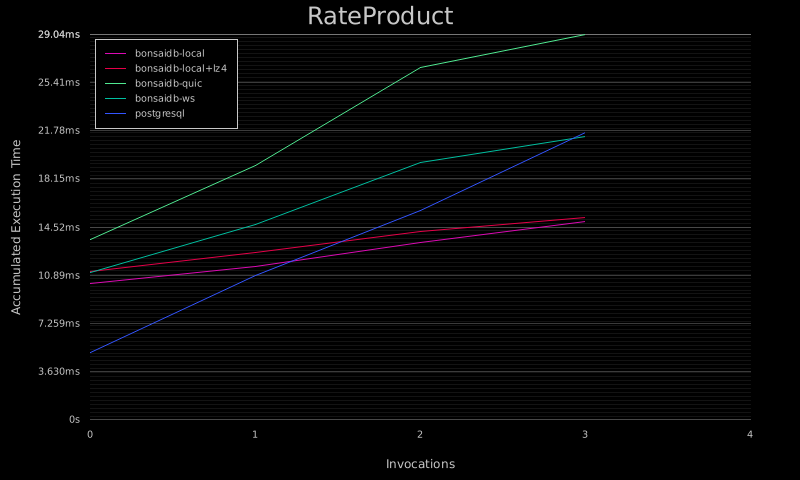 RateProduct
29.04ms
25.41ms
21.78ms
18.15ms
14.52ms
10.89ms
7.259ms
3.630ms
0s
Accumulated Execution Time
bonsaidb-local
bonsaidb-local+lz4
bonsaidb-quic
bonsaidb-ws
postgresql
0 1 2 3 4
Invocations